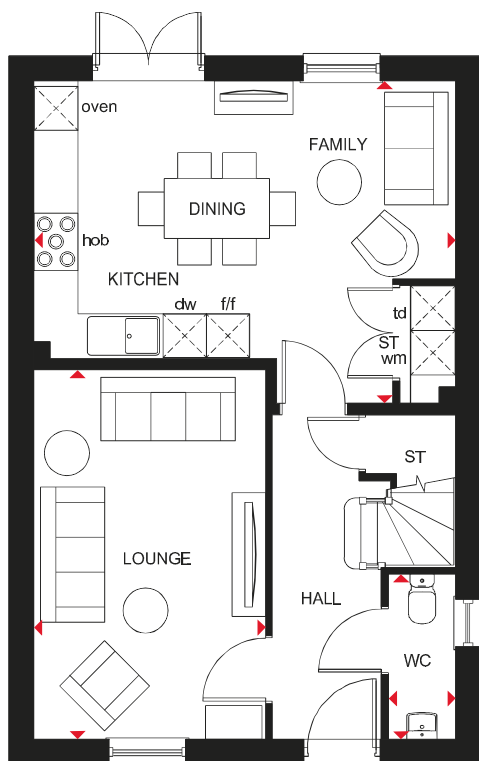 oven
FAMILY
DINING
hob
KITCHEN
dw f/f
td
ST
wm
ST
LOUNGE
HALL
WC